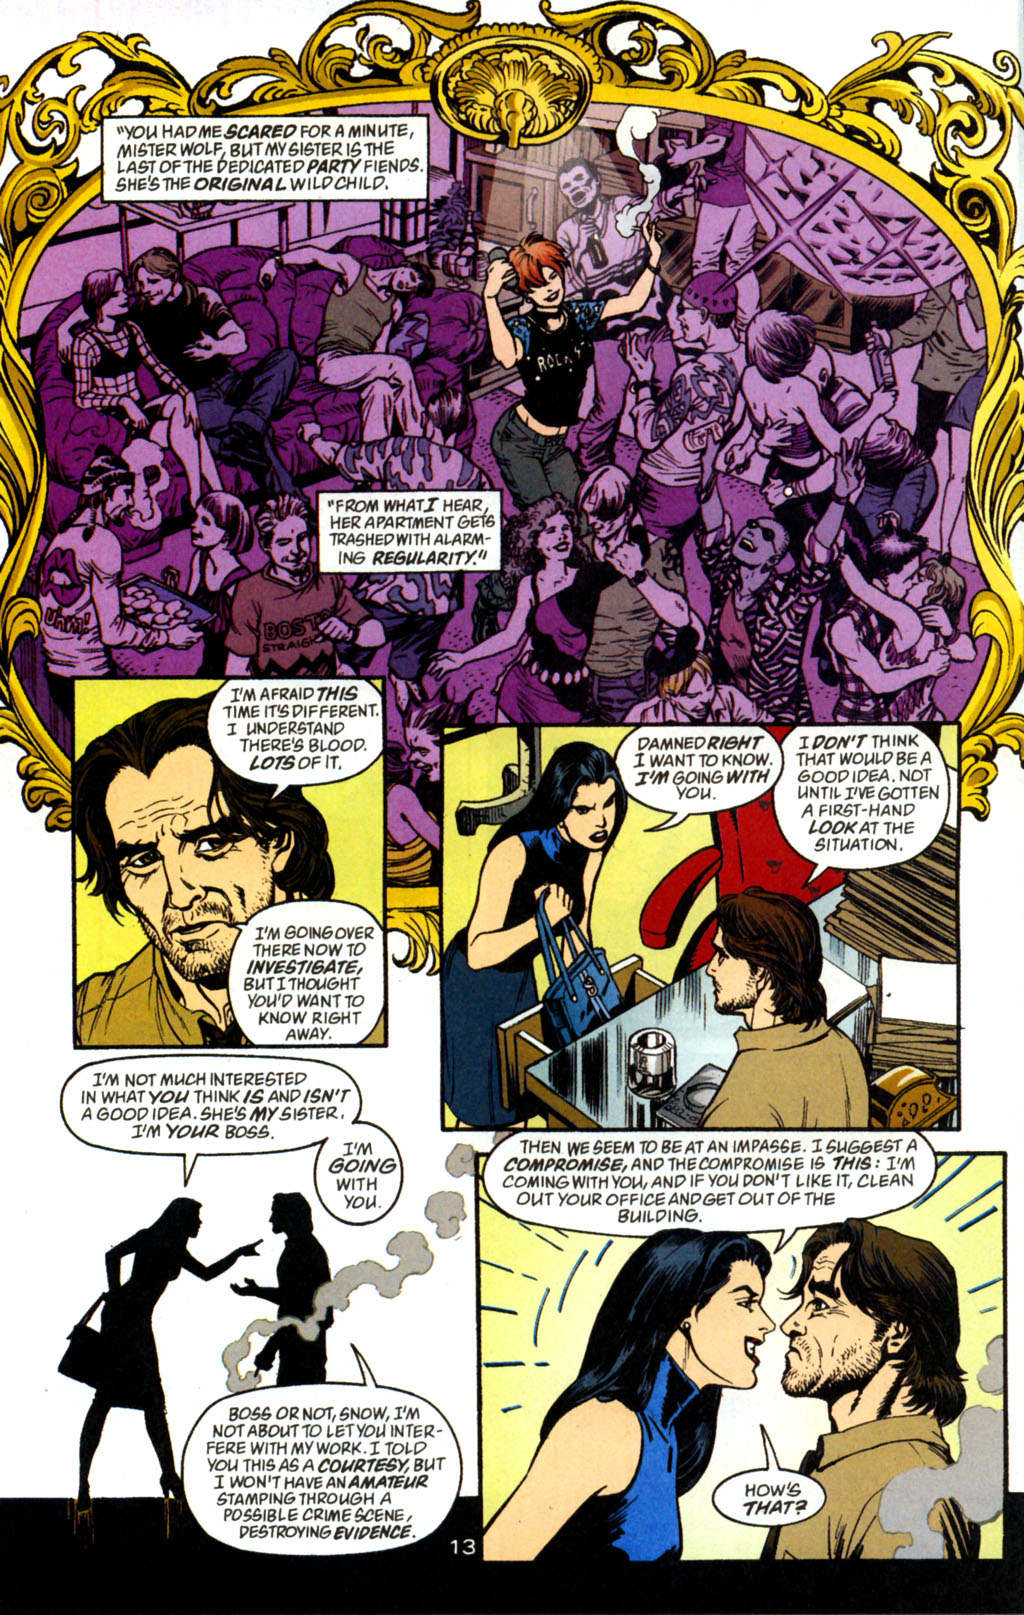 "YOU HAD ME SCARED FOR A MINUTE,
MISTER WOLF, BUT MY SISTER IS THE
LAST OF THE DEDICATED PARTY FIENDS.
SHE'S THE ORIGINAL WILD CHILD.
ROCKS
"FROM WHAT I HEAR,
HER APARTMENT GETS
TRASHED WITH ALARM-
ING REGULARITY."
Uhm!
BOST
STRAIGH
I'M AFRAID THIS
TIME IT'S DIFFERENT.
I UNDERSTAND
THERE'S BLOOD.
LOTS OF IT.
I'M GOING OVER
THERE NOW TO
INVESTIGATE,
BUT I THOUGHT
YOU'D WANT TO
KNOW RIGHT
AWAY.
DAMNED RIGHT
I WANT TO KNOW.
I'M GOING WITH
YOU.
I DON'T THINK
THAT WOULD BE A
GOOD IDEA. NOT
UNTIL I'VE GOTTEN
A FIRST-HAND
LOOK AT THE
SITUATION.
I'M NOT MUCH INTERESTED
IN WHAT YOU THINK IS AND ISN'T
A GOOD IDEA. SHE'S MY SISTER.
I'M YOUR BOSS.
I'M
GOING
WITH
YOU.
BOSS OR NOT, SNOW, I'M
NOT ABOUT TO LET YOU INTER-
FERE WITH MY WORK. I TOLD
YOU THIS AS A COURTESY, BUT
I WON'T HAVE AN AMATEUR
STAMPING THROUGH A
POSSIBLE CRIME SCENE,
DESTROYING EVIDENCE.
THEN WE SEEM TO BE AT AN IMPASSE. I SUGGEST A
COMPROMISE, AND THE COMPROMISE IS THIS: I'M
COMING WITH YOU, AND IF YOU DON'T LIKE IT, CLEAN
OUT YOUR OFFICE AND GET OUT OF THE
BUILDING.
HOW'S
THAT?
13